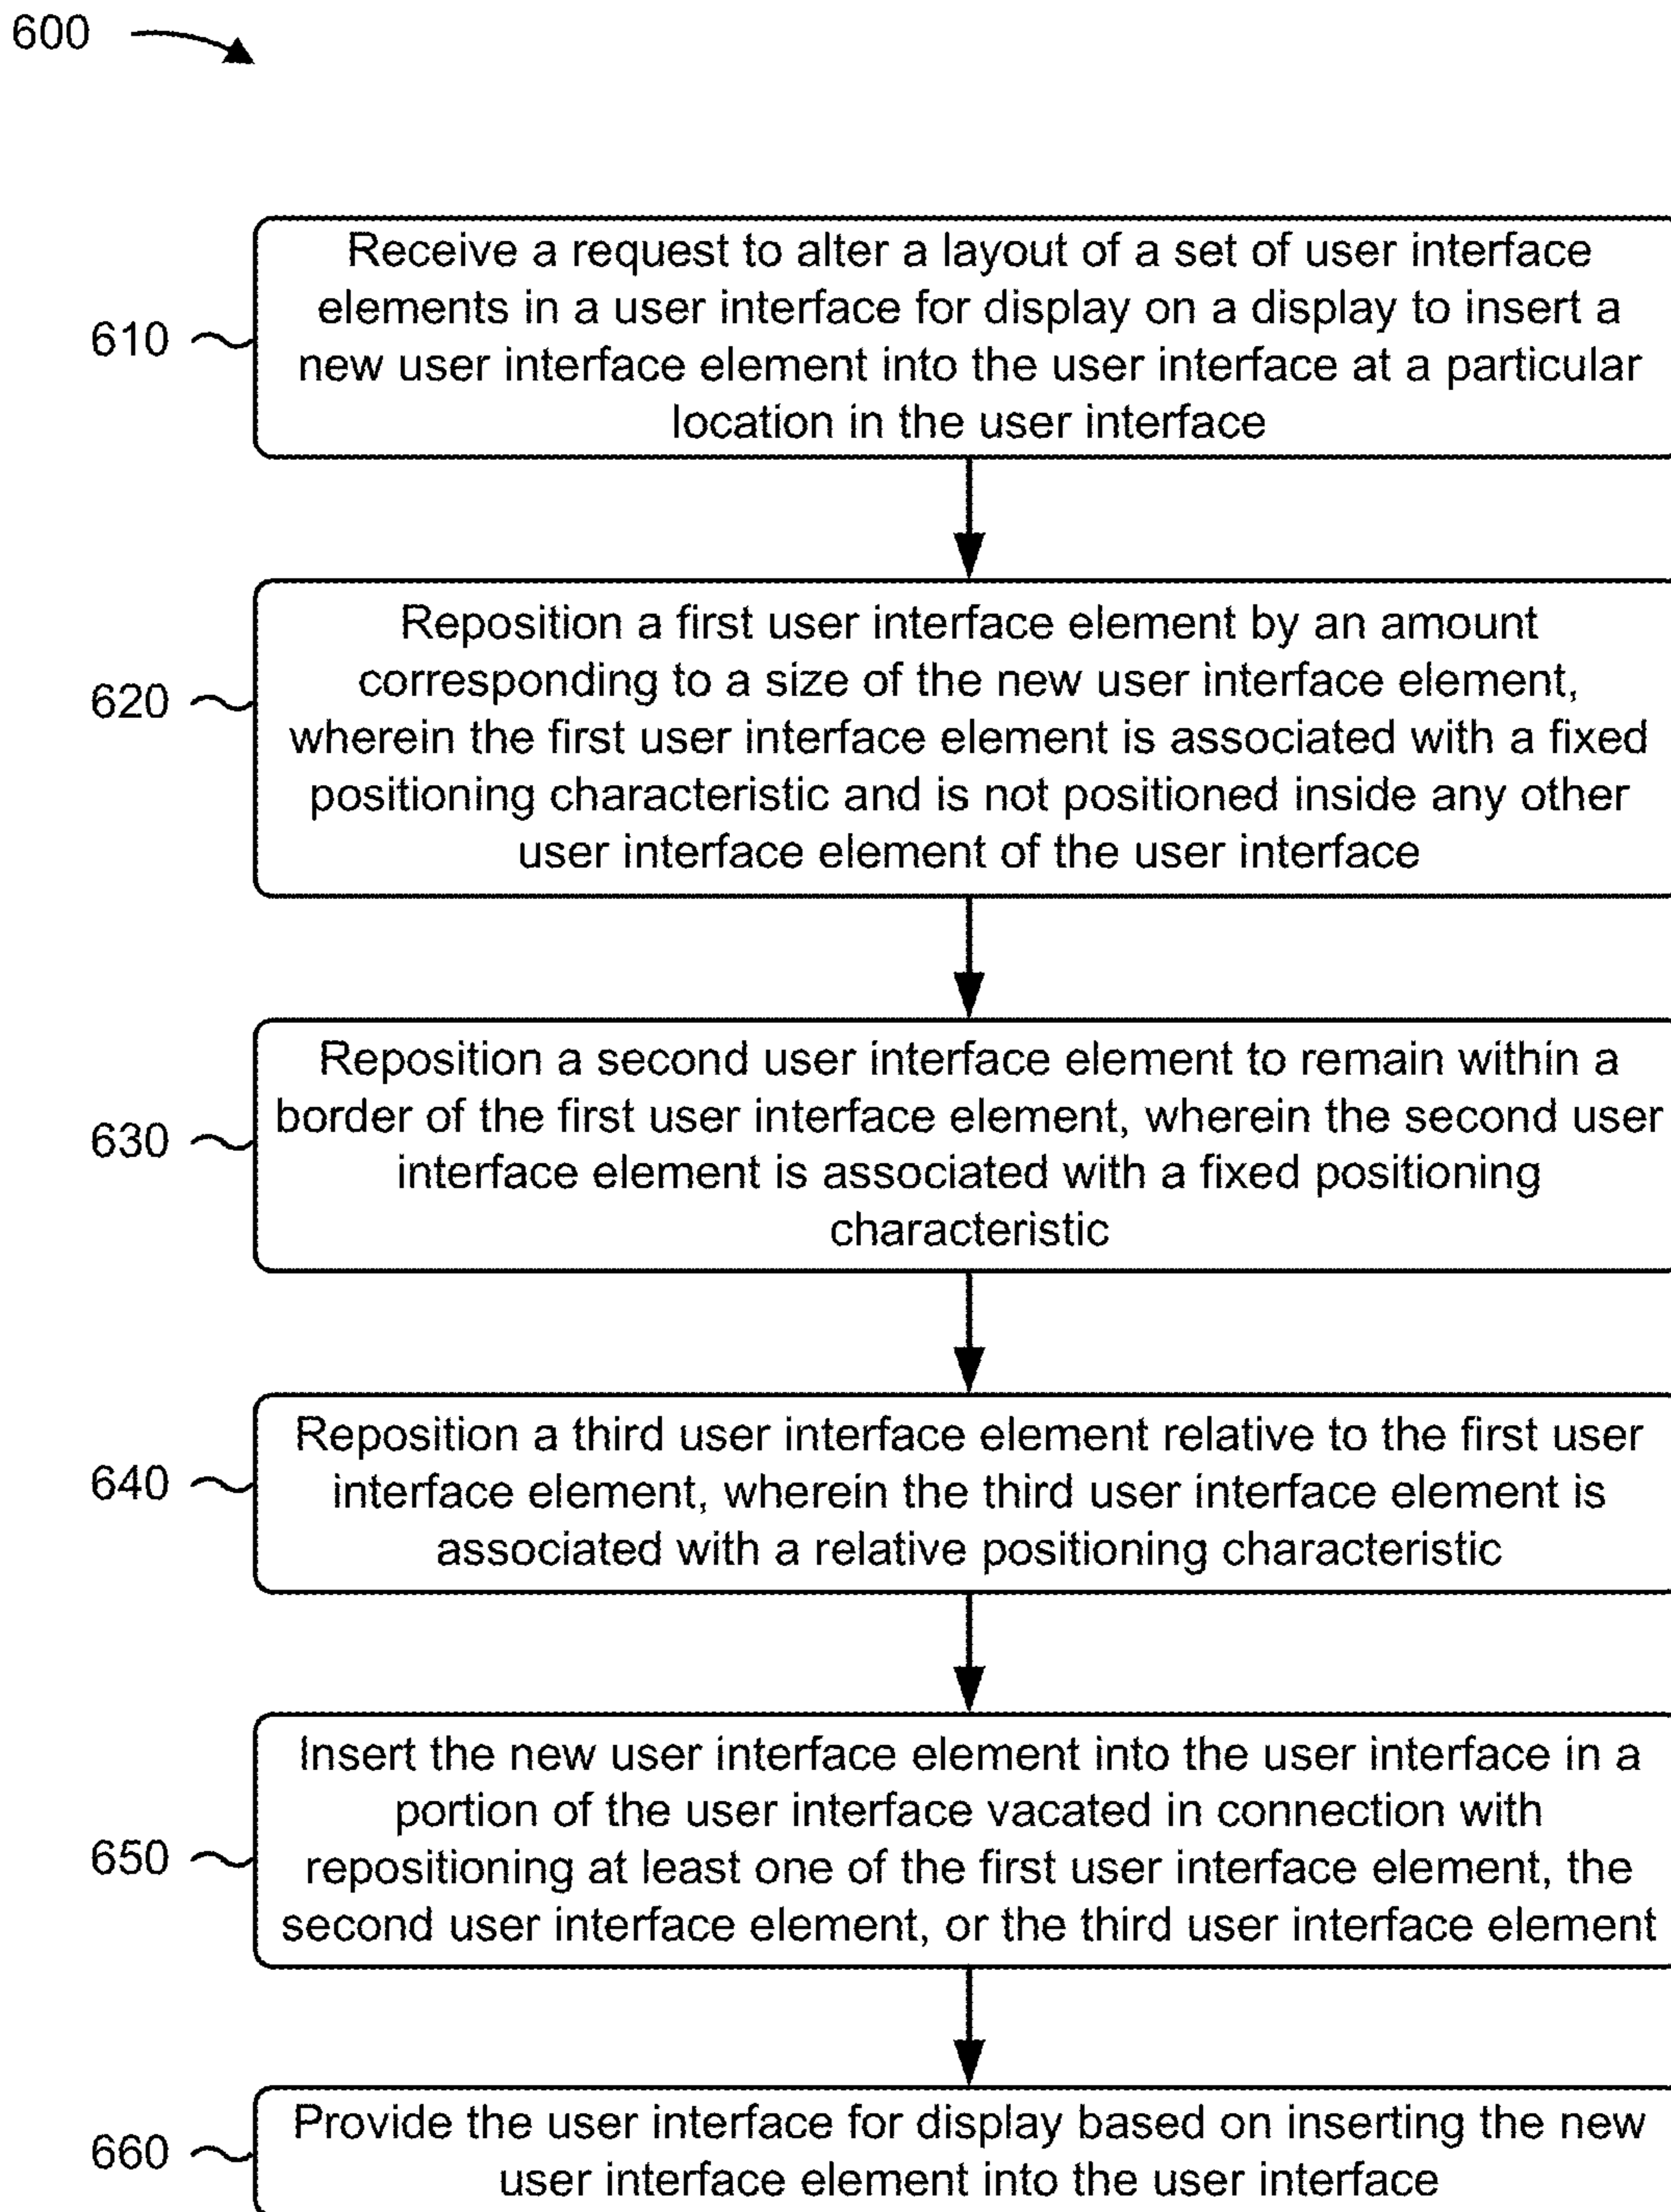 600
Receive a request to alter a layout of a set of user interface
elements in a user interface for display on a display to insert a
610
new user interface element into the user interface at a particular
location in the user interface
Reposition a first user interface element by an amount
corresponding to a size of the new user interface element,
620
wherein the first user interface element is associated with a fixed
positioning characteristic and is not positioned inside any other
user interface element of the user interface
Reposition a second user interface element to remain within a
border of the first user interface element, wherein the second user
630
interface element is associated with a fixed positioning
characteristic
Reposition a third user interface element relative to the first user
640
interface element, wherein the third user interface element is
associated with a relative positioning characteristic
Insert the new user interface element into the user interface in a
portion of the user interface vacated in connection with
650
repositioning at least one of the first user interface element, the
second user interface element, or the third user interface element
Provide the user interface for display based on inserting the new
660
user interface element into the user interface